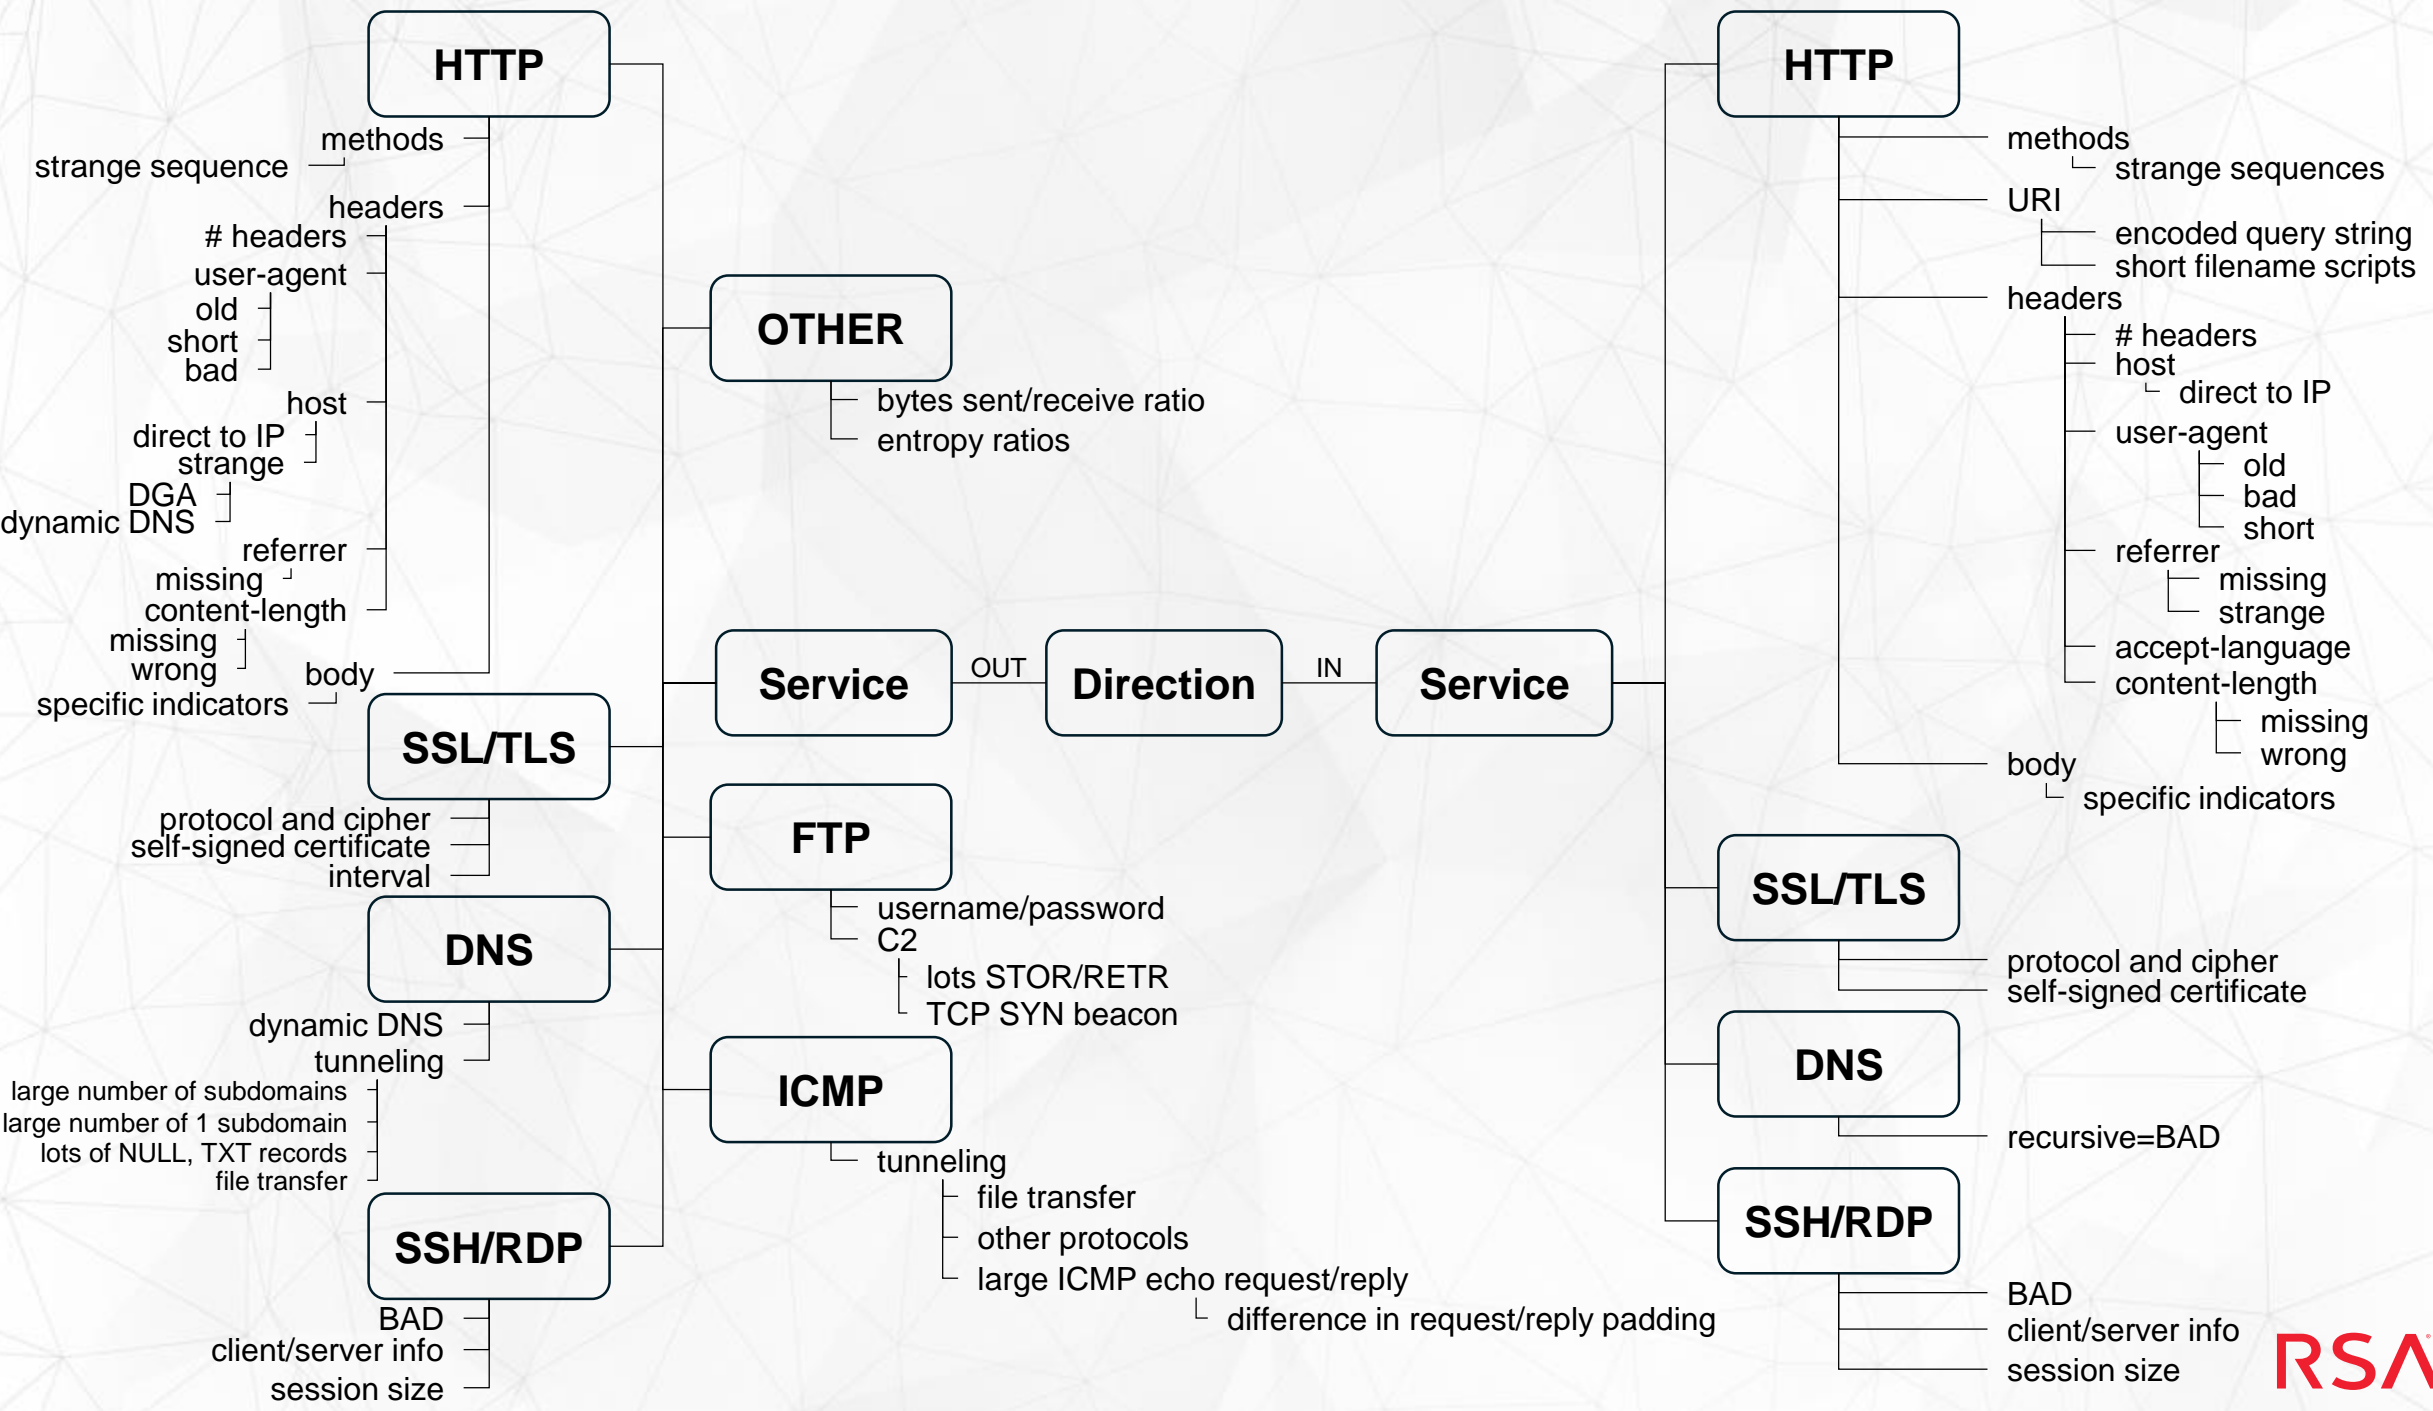 HTTP
methods
strange sequence
headers
# headers
user-agent
old
short
bad
host
direct to IP
strange
DGA
dynamic DNS
referrer
missing
content-length
missing
wrong
body
specific indicators
SSL/TLS
protocol and cipher
self-signed certificate
interval
DNS
dynamic DNS
tunneling
large number of subdomains
large number of 1 subdomain
lots of NULL, TXT records
file transfer
SSH/RDP
BAD
client/server info
session size
OTHER
bytes sent/receive ratio
entropy ratios
Service
OUT
Direction
IN
Service
FTP
username/password
C2
lots STOR/RETR
TCP SYN beacon
ICMP
tunneling
file transfer
other protocols
large ICMP echo request/reply
difference in request/reply padding
HTTP
methods
strange sequences
URI
encoded query string
short filename scripts
headers
# headers
host
direct to IP
user-agent
old
bad
short
referrer
missing
strange
accept-language
content-length
missing
wrong
body
specific indicators
SSL/TLS
protocol and cipher
self-signed certificate
DNS
recursive=BAD
SSH/RDP
BAD
client/server info
session size
RSA